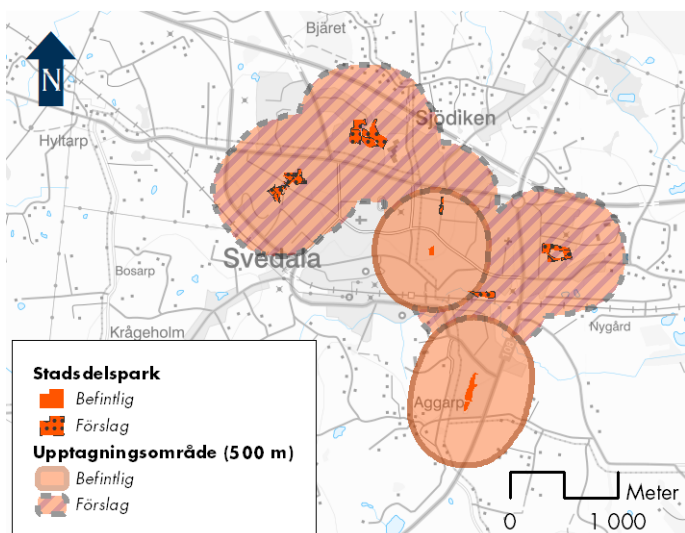 Bjäret
N
Sjödiken
Hyltarp
Svedala
Bosarp
Krågeholm
Nygård
Aggarp
Stadsdelspark
Befintlig
Förslag
Upptagningsområde (500 m)
Befintlig
Förslag
Meter
0 1 000